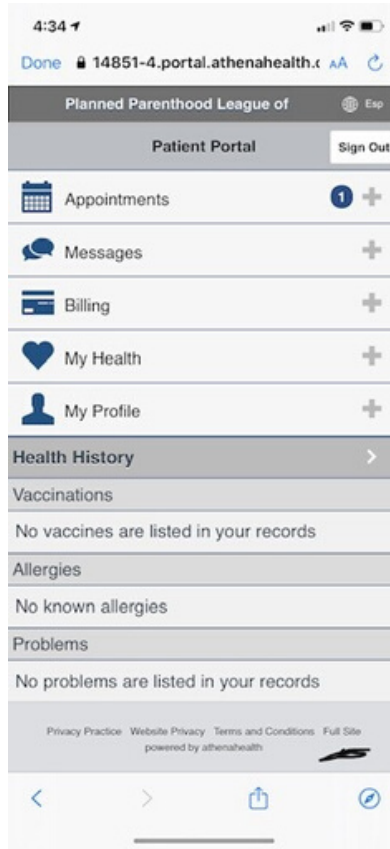 4:34
Done 14851-4.portal.athenahealth.c AA
Planned Parenthood League of Esp
Patient Portal Sign Out
Appointments 1
Messages
Billing
My Health
My Profile
Health History
Vaccinations
No vaccines are listed in your records
Allergies
No known allergies
Problems
No problems are listed in your records
Privacy Practice Website Privacy Terms and Conditions Full Site
powered by athenahealth